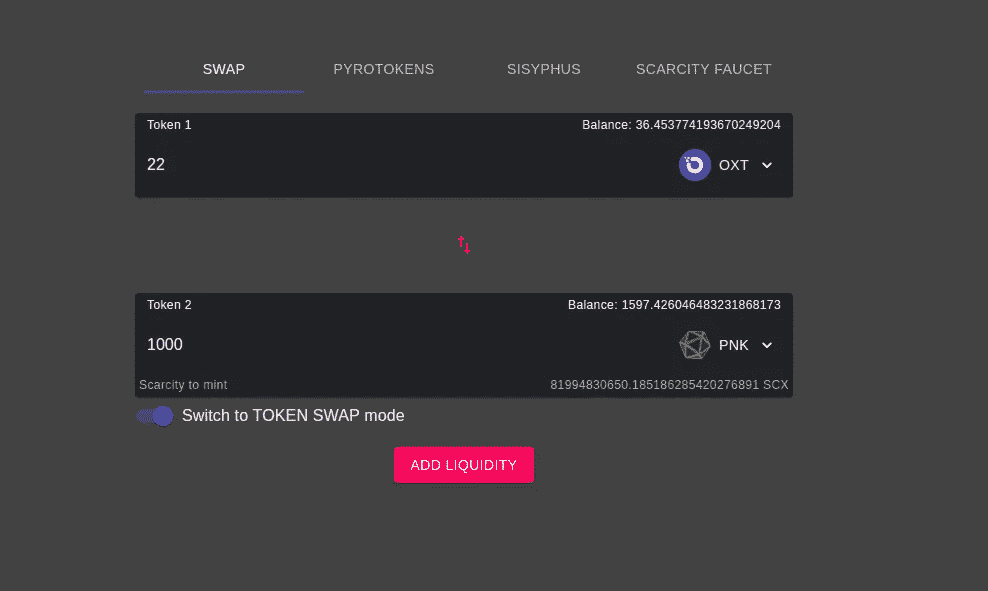 SWAP PYROTOKENS SISYPHUS SCARCITY FAUCET
Token 1 Balance: 36.453774193670249204
22 OXT
Token 2 Balance: 1597.426046483231868173
1000 PNK
Scarcity to mint 81994830650.185186285420276891 SCX
Switch to TOKEN SWAP mode
ADD LIQUIDITY